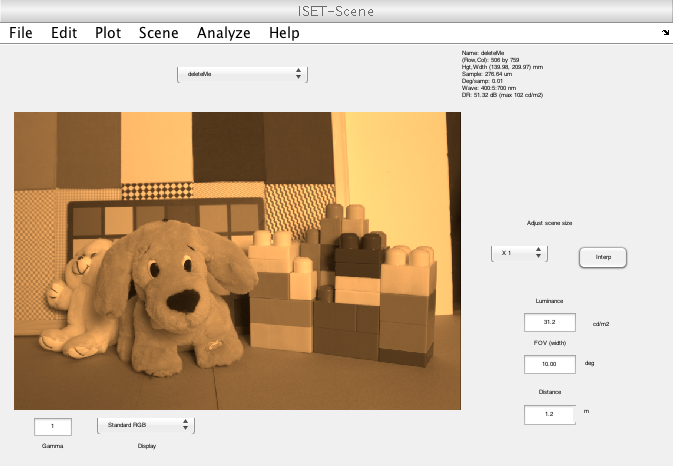 ISET-Scene
File Edit Plot Scene Analyze Help
deleteMe
Name: deleteMe
(Row,Col): 506 by 759
Hgt,Wdth (139.98, 209.97) mm
Sample: 276.64 um
Deg/samp: 0.01
Wave: 400:5:700 nm
DR: 51.32 dB (max 102 cd/m2)
Adjust scene size
X 1
Interp
Luminance
31.2 cd/m2
FOV (width)
10.00 deg
Distance
1.2 m
1 Standard RGB
Gamma Display